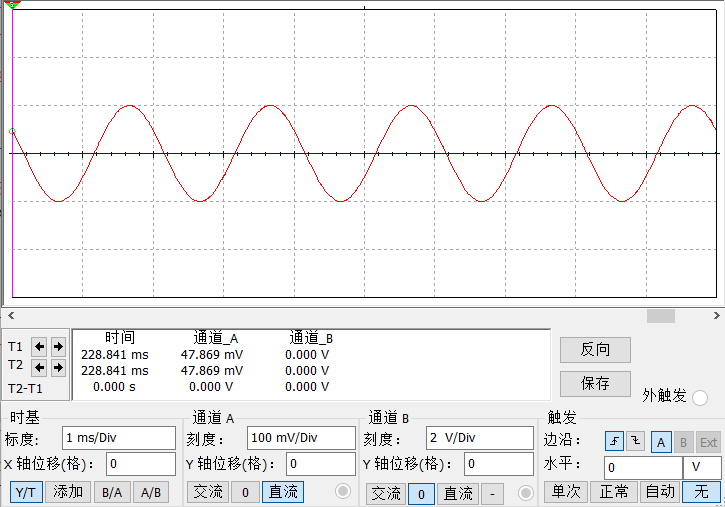 时间 通道_A 通道_B
T1 228.841 ms 47.869 mV 0.000 V
T2 228.841 ms 47.869 mV 0.000 V
T2-T1 0.000 s 0.000 V 0.000 V
反向
保存
外触发
时基 通道 A 通道 B 触发
标度: 1 ms/Div 刻度: 100 mV/Div 刻度: 2 V/Div 边沿: A B Ext
X 轴位移(格): 0 Y 轴位移(格): 0 Y 轴位移(格): 0 水平: 0 V
Y/T 添加 B/A A/B 交流 0 直流 交流 0 直流 - 单次 正常 自动 无